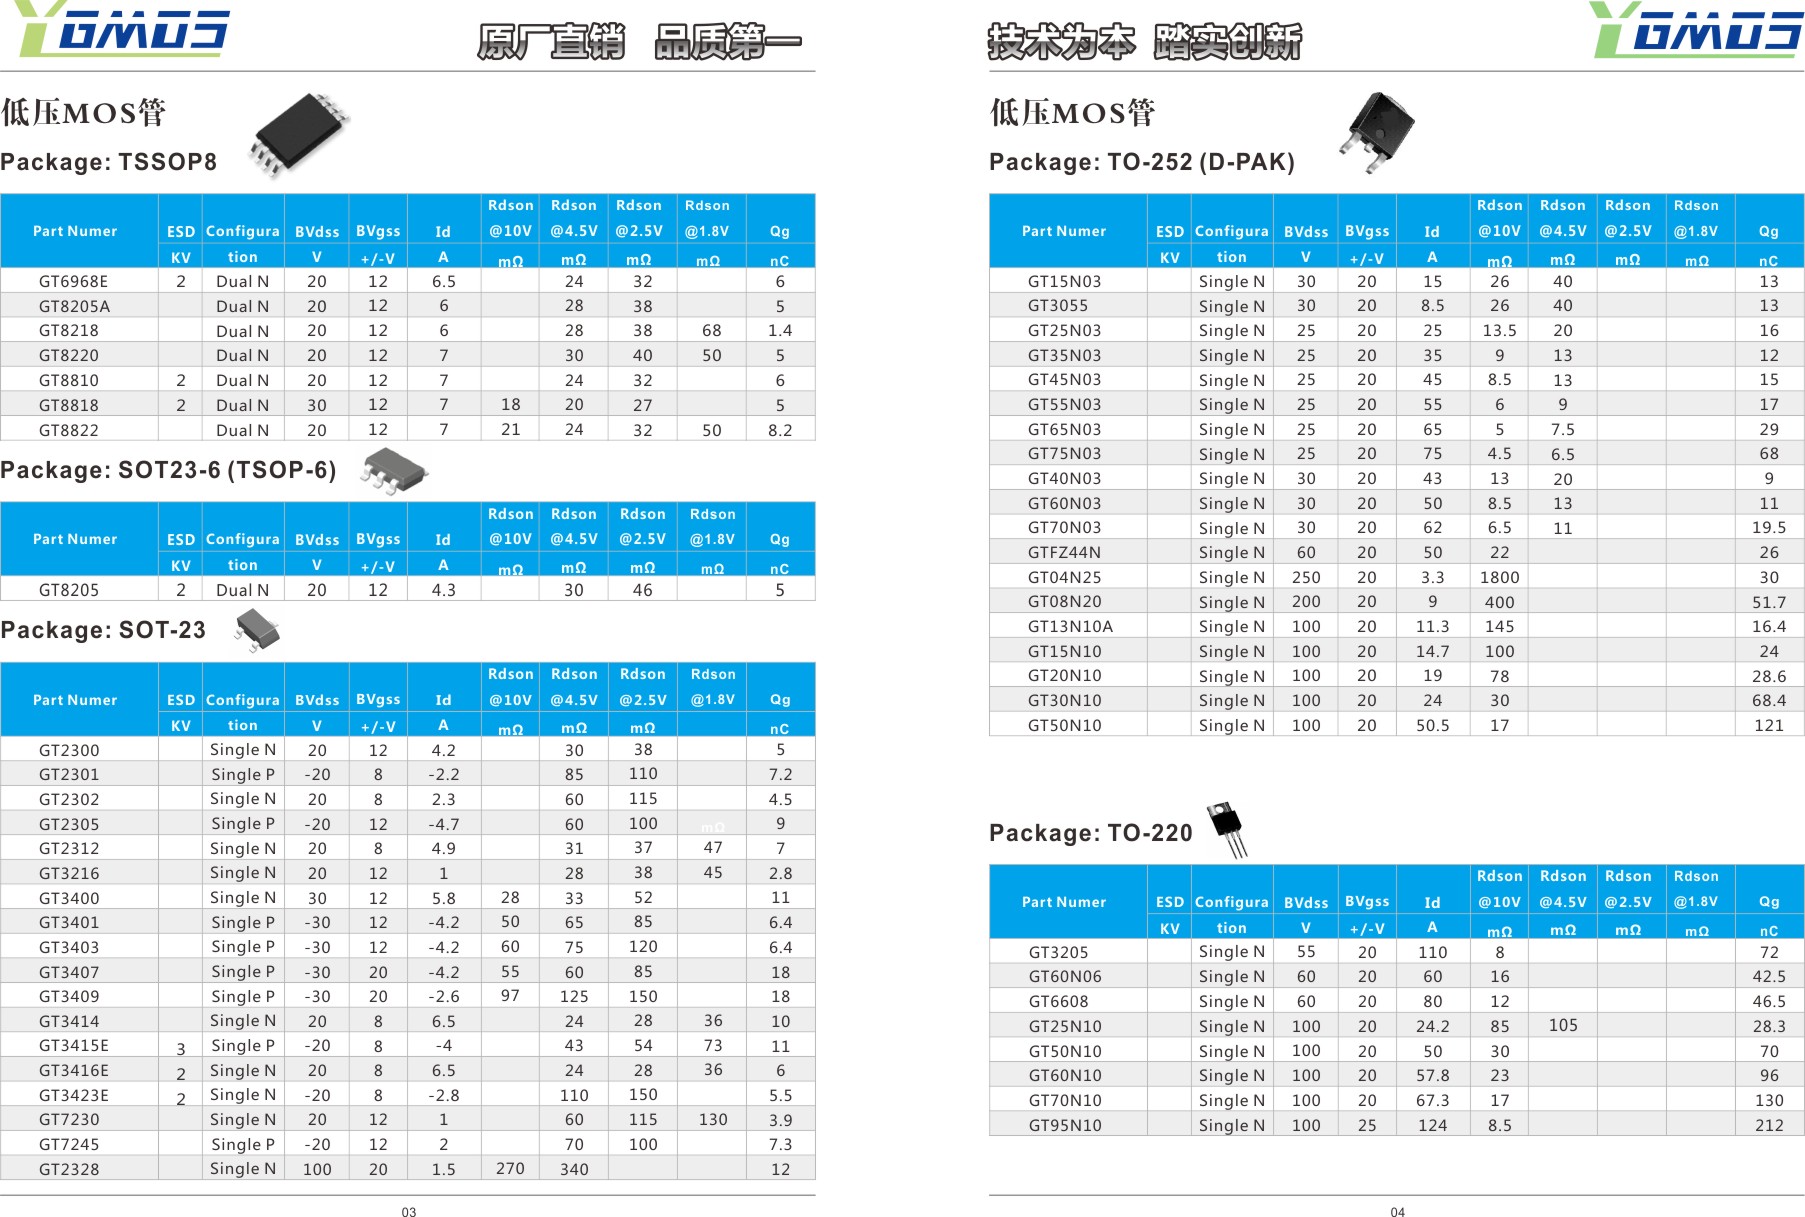 YGMOS
原厂直销 品质第一
低压MOS管
Package: TSSOP8
Part Numer ESD Configura BVdss BVgss Id Rdson @10V Rdson @4.5V Rdson @2.5V Rdson @1.8V Qg
KV tion V +/-V A mΩ mΩ mΩ mΩ nC
GT6968E 2 Dual N 20 12 6.5 24 32 6
GT8205A Dual N 20 12 6 28 38 5
GT8218 Dual N 20 12 6 28 38 68 1.4
GT8220 Dual N 20 12 7 30 40 50 5
GT8810 2 Dual N 20 12 7 24 32 6
GT8818 2 Dual N 30 12 7 18 20 27 5
GT8822 Dual N 20 12 7 21 24 32 50 8.2
Package: SOT23-6 (TSOP-6)
Part Numer ESD Configura BVdss BVgss Id Rdson @10V Rdson @4.5V Rdson @2.5V Rdson @1.8V Qg
KV tion V +/-V A mΩ mΩ mΩ mΩ nC
GT8205 2 Dual N 20 12 4.3 30 46 5
Package: SOT-23
Part Numer ESD Configura BVdss BVgss Id Rdson @10V Rdson @4.5V Rdson @2.5V Rdson @1.8V Qg
KV tion V +/-V A mΩ mΩ mΩ nC
GT2300 Single N 20 12 4.2 30 38 5
GT2301 Single P -20 8 -2.2 85 110 7.2
GT2302 Single N 20 8 2.3 60 115 4.5
GT2305 Single P -20 12 -4.7 60 100 mΩ 9
GT2312 Single N 20 8 4.9 31 37 47 7
GT3216 Single N 20 12 1 28 38 45 2.8
GT3400 Single N 30 12 5.8 28 33 52 11
GT3401 Single P -30 12 -4.2 50 65 85 6.4
GT3403 Single P -30 12 -4.2 60 75 120 6.4
GT3407 Single P -30 20 -4.2 55 60 85 18
GT3409 Single P -30 20 -2.6 97 125 150 18
GT3414 Single N 20 8 6.5 24 28 36 10
GT3415E 3 Single P -20 8 -4 43 54 73 11
GT3416E 2 Single N 20 8 6.5 24 28 36 6
GT3423E 2 Single N -20 8 -2.8 110 150 5.5
GT7230 Single N 20 12 1 60 115 130 3.9
GT7245 Single P -20 12 2 70 100 7.3
GT2328 Single N 100 20 1.5 270 340 12
03
技术为本 踏实创新
YGMOS
低压MOS管
Package: TO-252 (D-PAK)
Part Numer ESD Configura BVdss BVgss Id Rdson @10V Rdson @4.5V Rdson @2.5V Rdson @1.8V Qg
KV tion V +/-V A mΩ mΩ mΩ mΩ nC
GT15N03 Single N 30 20 15 26 40 13
GT3055 Single N 30 20 8.5 26 40 13
GT25N03 Single N 25 20 25 13.5 20 16
GT35N03 Single N 25 20 35 9 13 12
GT45N03 Single N 25 20 45 8.5 13 15
GT55N03 Single N 25 20 55 6 9 17
GT65N03 Single N 25 20 65 5 7.5 29
GT75N03 Single N 25 20 75 4.5 6.5 68
GT40N03 Single N 30 20 43 13 20 9
GT60N03 Single N 30 20 50 8.5 13 11
GT70N03 Single N 30 20 62 6.5 11 19.5
GTFZ44N Single N 60 20 50 22 26
GT04N25 Single N 250 20 3.3 1800 30
GT08N20 Single N 200 20 9 400 51.7
GT13N10A Single N 100 20 11.3 145 16.4
GT15N10 Single N 100 20 14.7 100 24
GT20N10 Single N 100 20 19 78 28.6
GT30N10 Single N 100 20 24 30 68.4
GT50N10 Single N 100 20 50.5 17 121
Package: TO-220
Part Numer ESD Configura BVdss BVgss Id Rdson @10V Rdson @4.5V Rdson @2.5V Rdson @1.8V Qg
KV tion V +/-V A mΩ mΩ mΩ mΩ nC
GT3205 Single N 55 20 110 8 72
GT60N06 Single N 60 20 60 16 42.5
GT6608 Single N 60 20 80 12 46.5
GT25N10 Single N 100 20 24.2 85 105 28.3
GT50N10 Single N 100 20 50 30 70
GT60N10 Single N 100 20 57.8 23 96
GT70N10 Single N 100 20 67.3 17 130
GT95N10 Single N 100 25 124 8.5 212
04